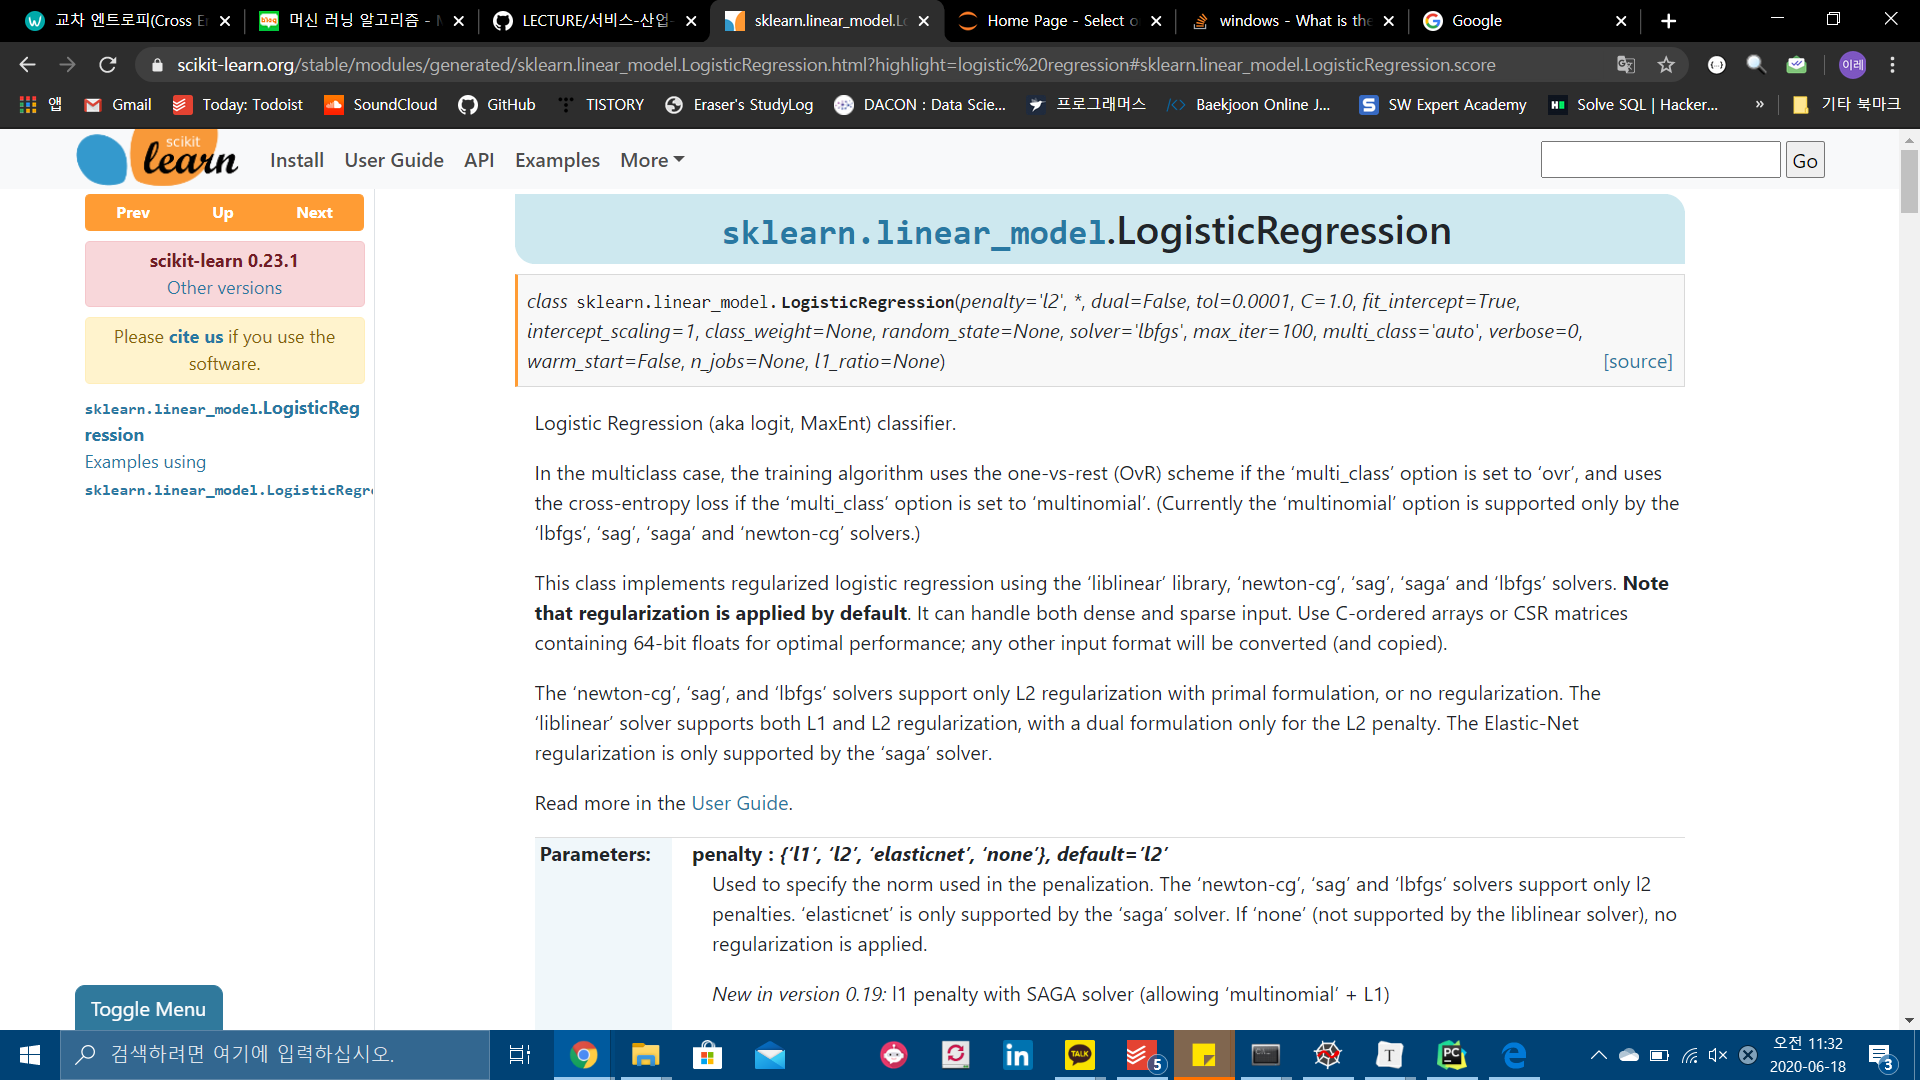 교차 엔트로피(Cross E
머신 러닝 알고리즘 -
LECTURE/서비스-산업-
sklearn.linear_model.Lo
Home Page - Select o
windows - What is the
Google
scikit-learn.org/stable/modules/generated/sklearn.linear_model.LogisticRegression.html?highlight=logistic%20regression#sklearn.linear_model.LogisticRegression.score
이레
앱
Gmail
Today: Todoist
SoundCloud
GitHub
TISTORY
Eraser's StudyLog
DACON : Data Scie...
프로그래머스
Baekjoon Online J...
SW Expert Academy
Solve SQL | Hacker...
»
기타 북마크
scikit
learn
Install
User Guide
API
Examples
More
Go
Prev
Up
Next
scikit-learn 0.23.1
Other versions
Please cite us if you use the
software.
sklearn.linear_model.LogisticReg
ression
Examples using
sklearn.linear_model.LogisticRegr
sklearn.linear_model.LogisticRegression
class sklearn.linear_model.LogisticRegression(penalty='l2', *, dual=False, tol=0.0001, C=1.0, fit_intercept=True,
intercept_scaling=1, class_weight=None, random_state=None, solver='lbfgs', max_iter=100, multi_class='auto', verbose=0,
warm_start=False, n_jobs=None, l1_ratio=None)
[source]
Logistic Regression (aka logit, MaxEnt) classifier.
In the multiclass case, the training algorithm uses the one-vs-rest (OvR) scheme if the ‘multi_class’ option is set to ‘ovr’, and uses
the cross-entropy loss if the ‘multi_class’ option is set to ‘multinomial’. (Currently the ‘multinomial’ option is supported only by the
‘lbfgs’, ‘sag’, ‘saga’ and ‘newton-cg’ solvers.)
This class implements regularized logistic regression using the ‘liblinear’ library, ‘newton-cg’, ‘sag’, ‘saga’ and ‘lbfgs’ solvers. Note
that regularization is applied by default. It can handle both dense and sparse input. Use C-ordered arrays or CSR matrices
containing 64-bit floats for optimal performance; any other input format will be converted (and copied).
The ‘newton-cg’, ‘sag’, and ‘lbfgs’ solvers support only L2 regularization with primal formulation, or no regularization. The
‘liblinear’ solver supports both L1 and L2 regularization, with a dual formulation only for the L2 penalty. The Elastic-Net
regularization is only supported by the ‘saga’ solver.
Read more in the User Guide.
Parameters:
penalty : {‘l1’, ‘l2’, ‘elasticnet’, ‘none’}, default=’l2’
Used to specify the norm used in the penalization. The ‘newton-cg’, ‘sag’ and ‘lbfgs’ solvers support only l2
penalties. ‘elasticnet’ is only supported by the ‘saga’ solver. If ‘none’ (not supported by the liblinear solver), no
regularization is applied.
New in version 0.19: l1 penalty with SAGA solver (allowing ‘multinomial’ + L1)
Toggle Menu
검색하려면 여기에 입력하십시오.
TALK
5
T
PC
오전 11:32
2020-06-18
3